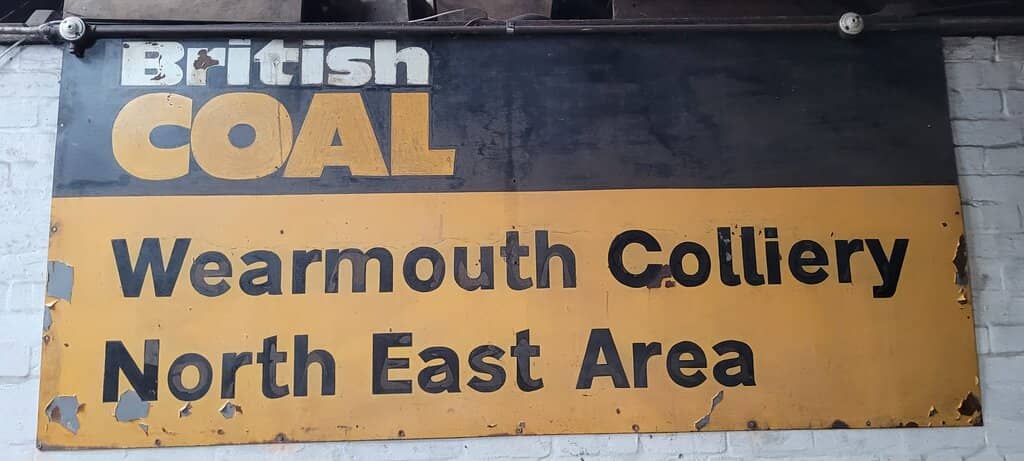 British
COAL
Wearmouth Colliery
North East Area